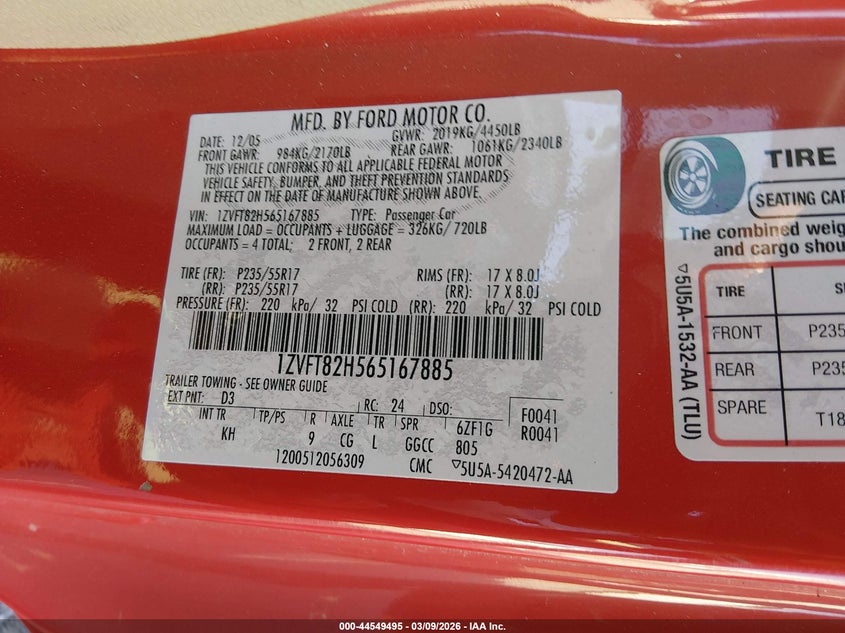 MFD. BY FORD MOTOR CO.
DATE: 12/05 GVWR: 2019KG/4450LB
FRONT GAWR: 984KG/2170LB REAR GAWR: 1061KG/2340LB
THIS VEHICLE CONFORMS TO ALL APPLICABLE FEDERAL MOTOR
VEHICLE SAFETY, BUMPER, AND THEFT PREVENTION STANDARDS
IN EFFECT ON THE DATE OF MANUFACTURE SHOWN ABOVE.
VIN: 1ZVFT82H565167885 TYPE: Passenger Car
MAXIMUM LOAD = OCCUPANTS + LUGGAGE = 326KG/ 720LB
OCCUPANTS = 4 TOTAL; 2 FRONT, 2 REAR
TIRE (FR): P235/55R17 RIMS (FR): 17 X 8.0J
(RR): P235/55R17 (RR): 17 X 8.0J
PRESSURE (FR): 220 kPa/ 32 PSI COLD (RR): 220 kPa/32 PSI COLD
1ZVFT82H565167885
TRAILER TOWING - SEE OWNER GUIDE
EXT PNT: D3 RC: 24 DSO: F0041
INT TR TP/PS R AXLE TR SPR 6ZF1G R0041
KH 9 CG L GGCC 805
1200512056309 CMC ▽5U5A-5420472-AA
TIRE
SEATING CAP
The combined weig
and cargo shou
▽5U5A-1532-AA (TLU)
TIRE S
FRONT P235
REAR P23
SPARE T18
000-44549495 - 03/09/2026 - IAA Inc.